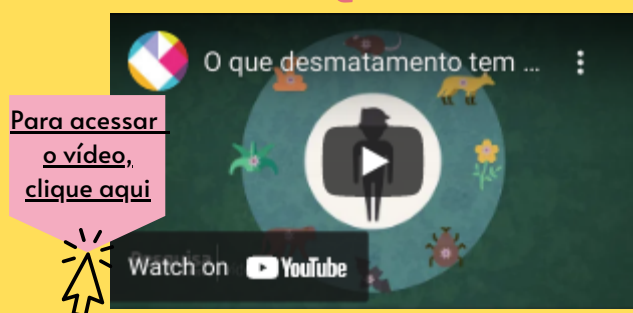 O que desmatamento tem ...
Para acessar
o vídeo,
clique aqui
Watch on YouTube